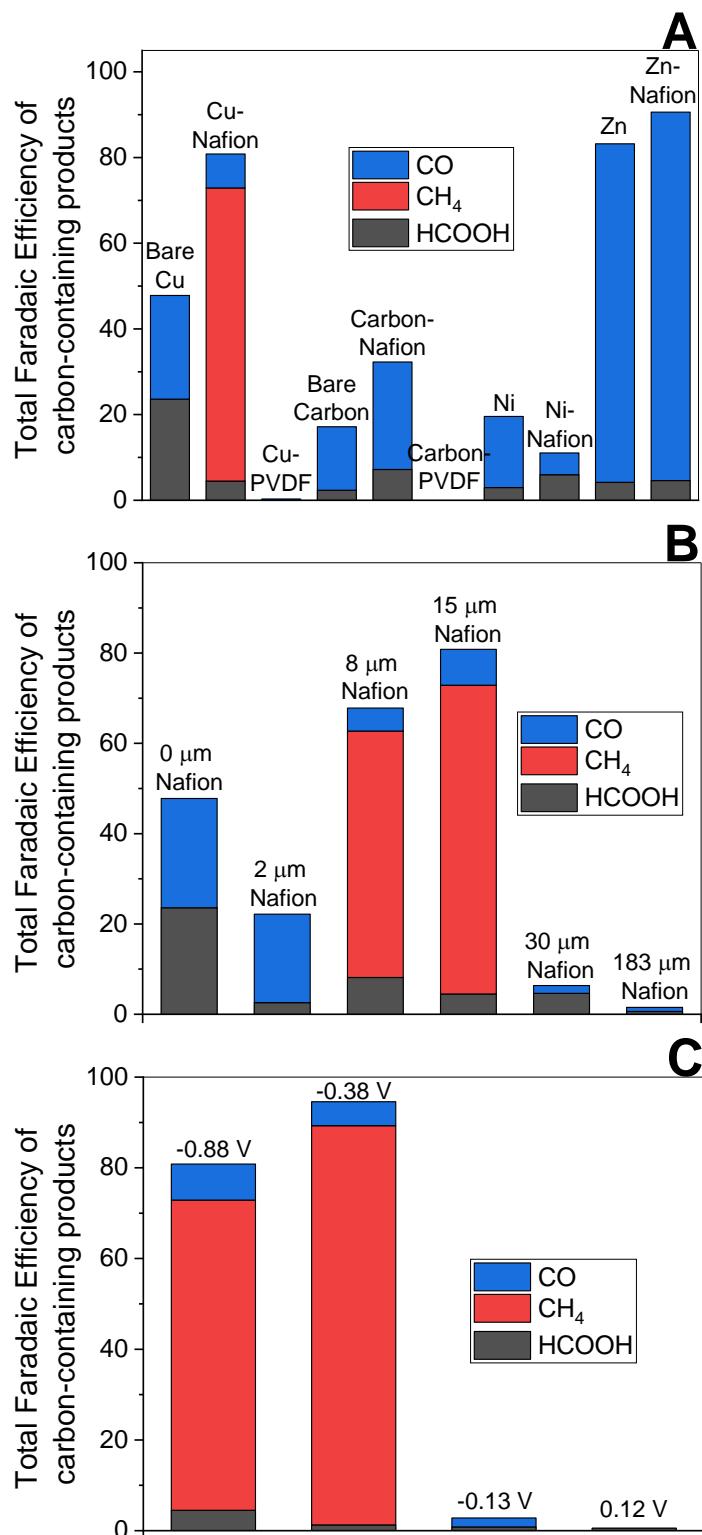 A
Total Faradaic Efficiency of
carbon-containing products
100
80
60
40
20
0
Bare
Cu
Cu-
Nafion
Cu-
PVDF
Bare
Carbon
Carbon-
Nafion
Carbon-
PVDF
Ni
Ni-
Nafion
Zn
Zn-
Nafion
CO
CH₄
HCOOH
B
Total Faradaic Efficiency of
carbon-containing products
100
80
60
40
20
0
0 μm
Nafion
2 μm
Nafion
8 μm
Nafion
15 μm
Nafion
30 μm
Nafion
183 μm
Nafion
CO
CH₄
HCOOH
C
Total Faradaic Efficiency of
carbon-containing products
100
80
60
40
20
0
-0.88 V
-0.38 V
-0.13 V
0.12 V
CO
CH₄
HCOOH